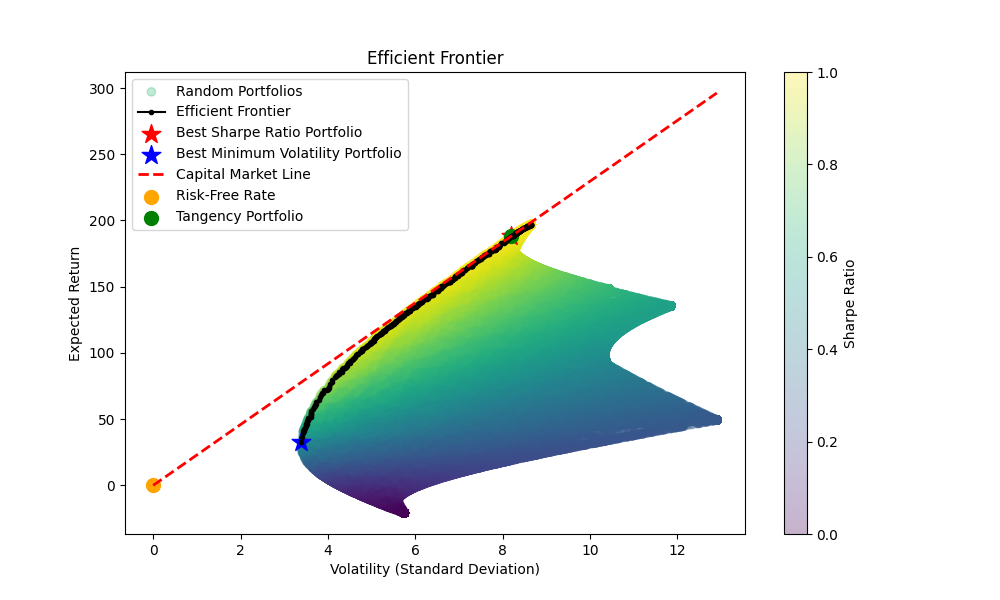 Efficient Frontier
Random Portfolios
Efficient Frontier
Best Sharpe Ratio Portfolio
Best Minimum Volatility Portfolio
Capital Market Line
Risk-Free Rate
Tangency Portfolio
300
250
200
150
100
50
0
Expected Return
0 2 4 6 8 10 12
Volatility (Standard Deviation)
1.0
0.8
0.6
0.4
0.2
0.0
Sharpe Ratio